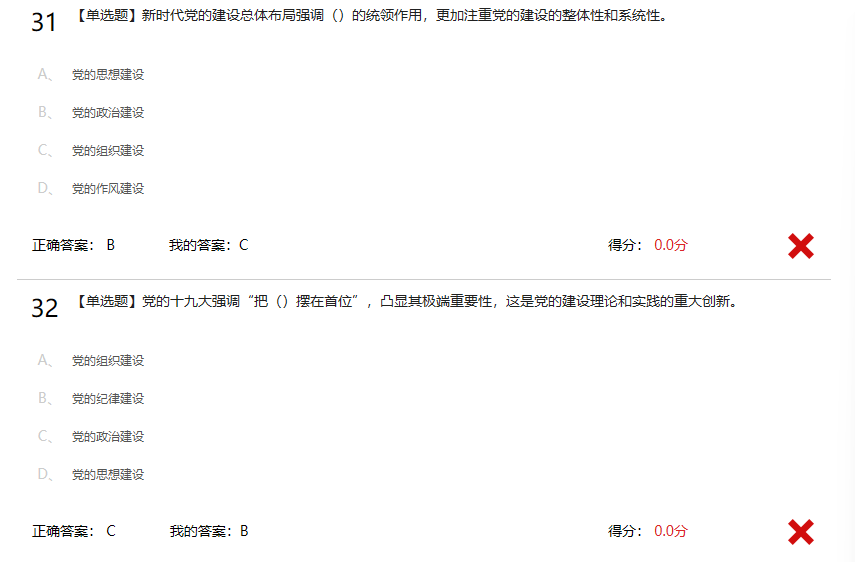 31 【单选题】新时代党的建设总体布局强调（）的统领作用，更加注重党的建设的整体性和系统性。
A、 党的思想建设
B、 党的政治建设
C、 党的组织建设
D、 党的作风建设
正确答案： B 我的答案：C 得分： 0.0分
32 【单选题】党的十九大强调“把（）摆在首位”，凸显其极端重要性，这是党的建设理论和实践的重大创新。
A、 党的组织建设
B、 党的纪律建设
C、 党的政治建设
D、 党的思想建设
正确答案： C 我的答案：B 得分： 0.0分